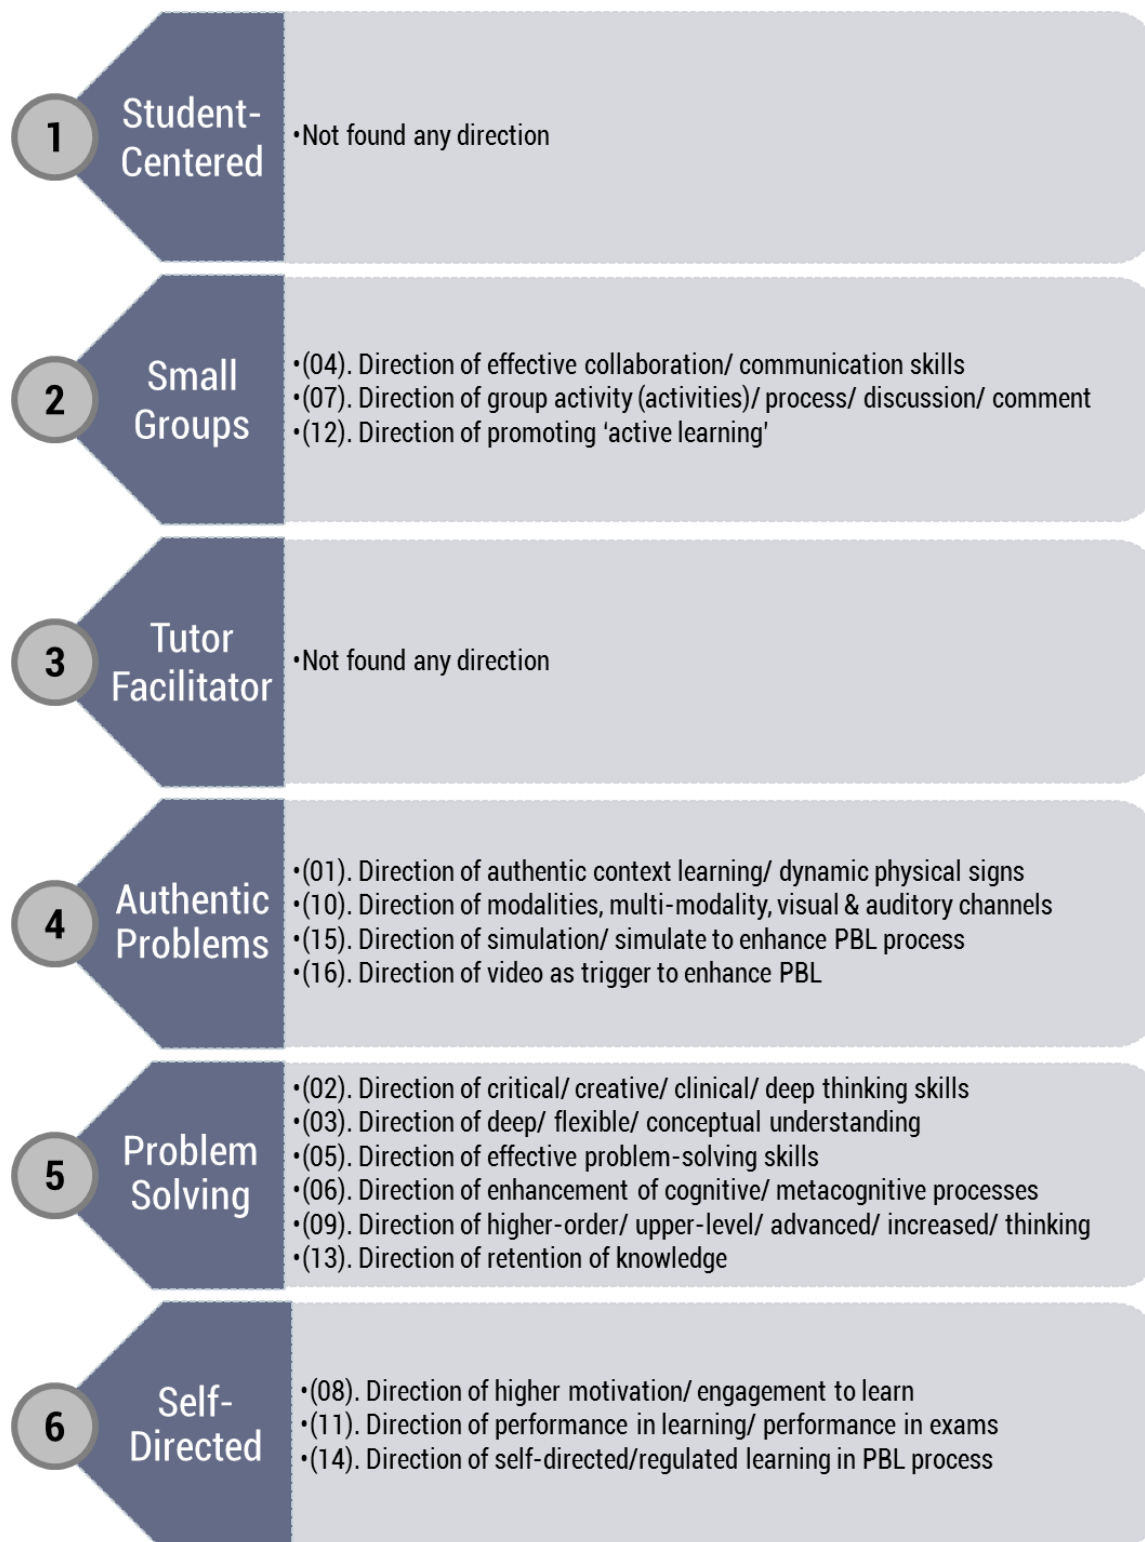 1
Student-
Centered
•Not found any direction
2
Small
Groups
•(04). Direction of effective collaboration/ communication skills
•(07). Direction of group activity (activities)/ process/ discussion/ comment
•(12). Direction of promoting ‘active learning’
3
Tutor
Facilitator
•Not found any direction
4
Authentic
Problems
•(01). Direction of authentic context learning/ dynamic physical signs
•(10). Direction of modalities, multi-modality, visual & auditory channels
•(15). Direction of simulation/ simulate to enhance PBL process
•(16). Direction of video as trigger to enhance PBL
5
Problem
Solving
•(02). Direction of critical/ creative/ clinical/ deep thinking skills
•(03). Direction of deep/ flexible/ conceptual understanding
•(05). Direction of effective problem-solving skills
•(06). Direction of enhancement of cognitive/ metacognitive processes
•(09). Direction of higher-order/ upper-level/ advanced/ increased/ thinking
•(13). Direction of retention of knowledge
6
Self-
Directed
•(08). Direction of higher motivation/ engagement to learn
•(11). Direction of performance in learning/ performance in exams
•(14). Direction of self-directed/regulated learning in PBL process